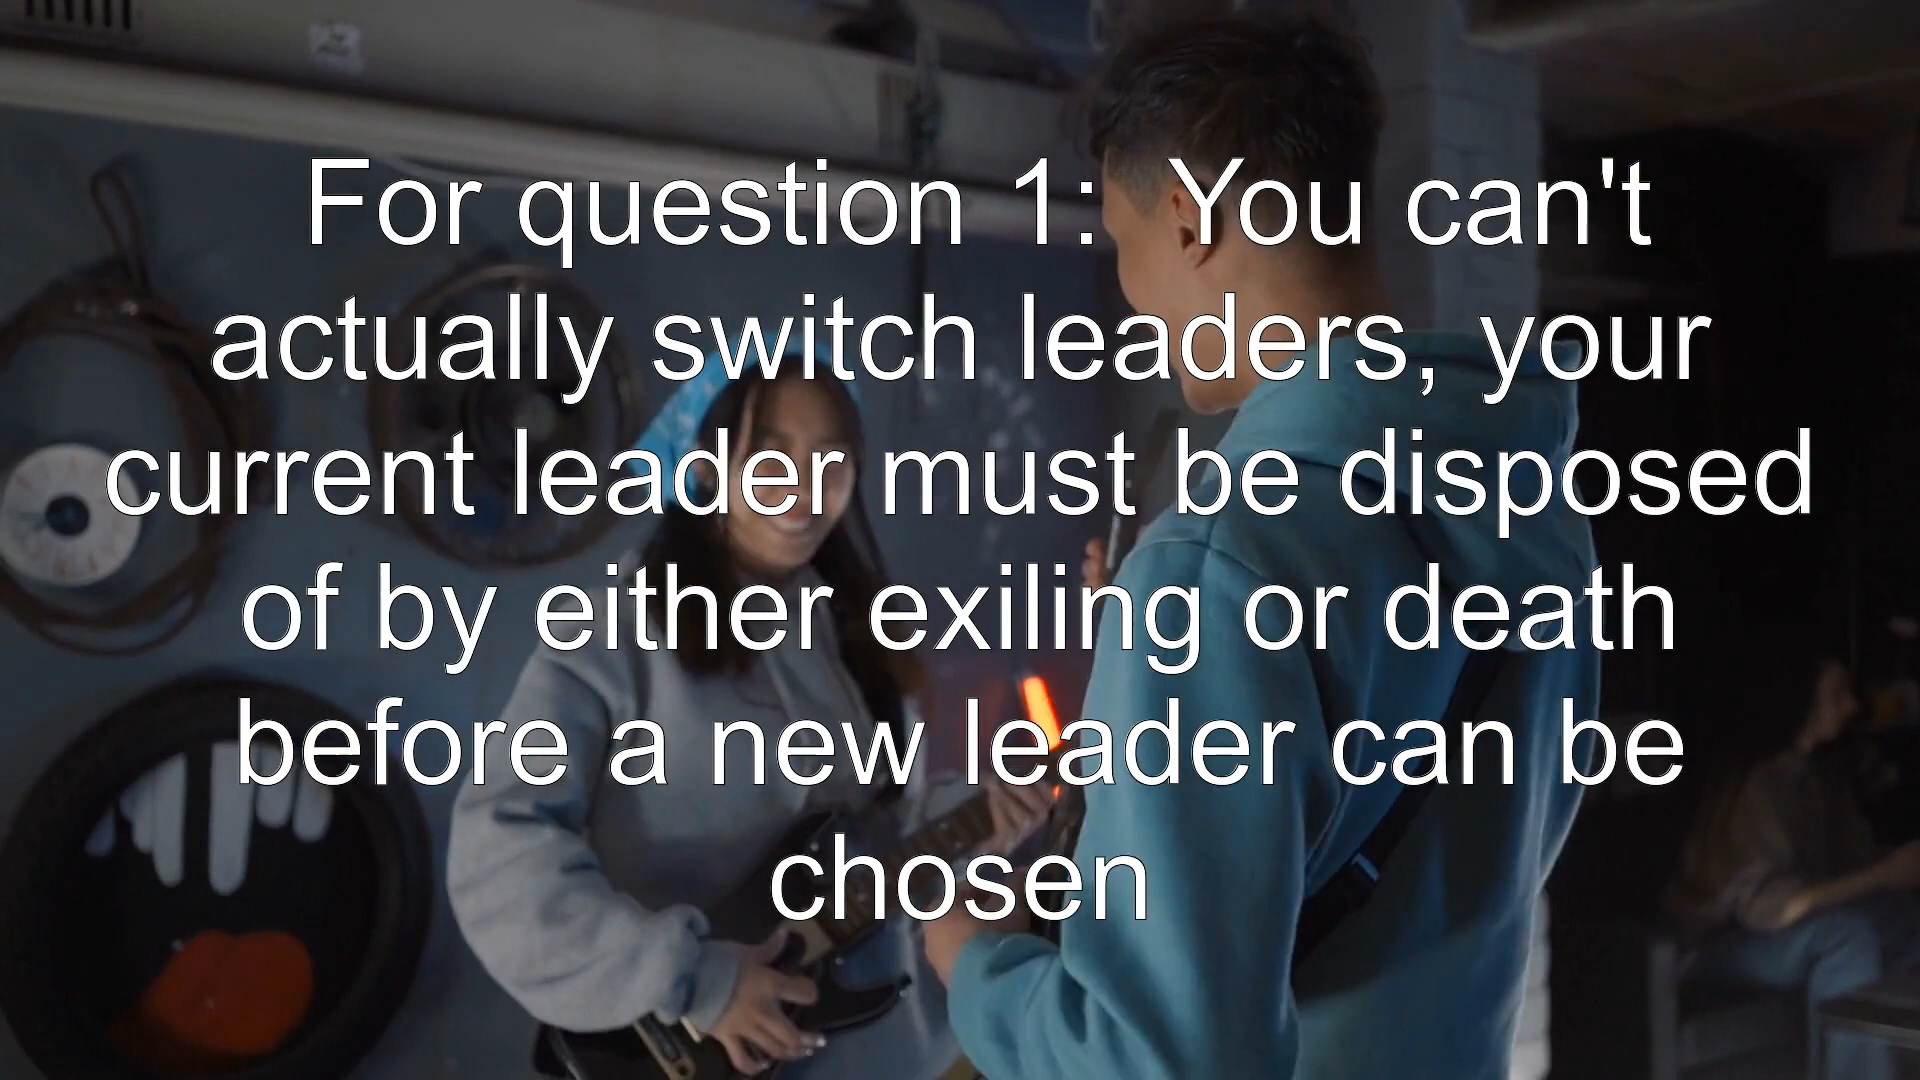 For question 1:  You can't
actually switch leaders, your
current leader must be disposed
of by either exiling or death
before a new leader can be
chosen